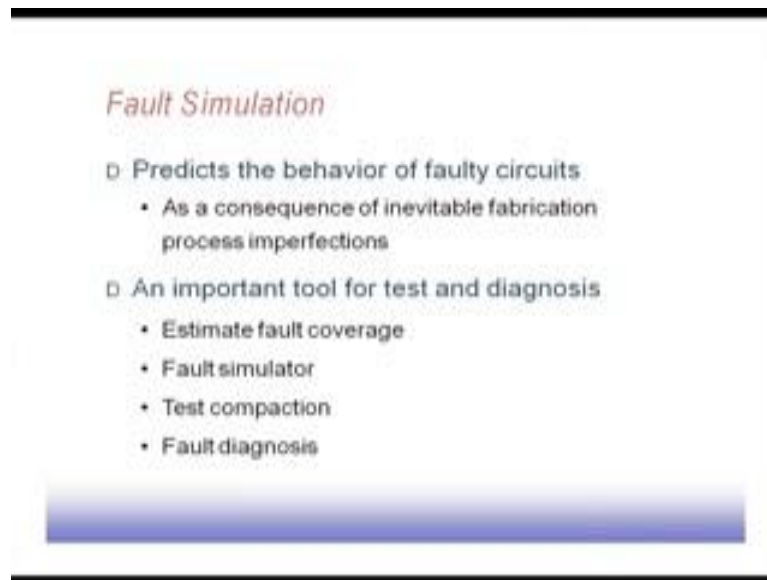 Fault Simulation
D Predicts the behavior of faulty circuits
• As a consequence of inevitable fabrication
process imperfections
D An important tool for test and diagnosis
• Estimate fault coverage
• Fault simulator
• Test compaction
• Fault diagnosis